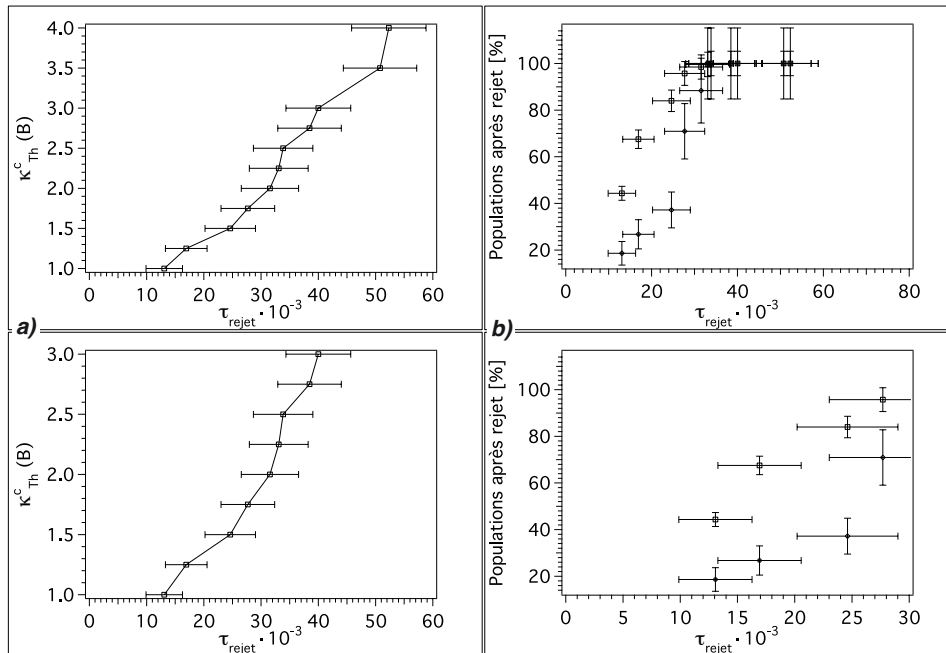 4.0
3.5
3.0
2.5
2.0
1.5
1.0
κ^c_Th (B)
0 10 20 30 40 50 60
τ_rejet · 10^-3
a)
100
80
60
40
20
Populations après rejet [%]
0 20 40 60 80
τ_rejet · 10^-3
b)
3.0
2.5
2.0
1.5
1.0
κ^c_Th (B)
0 10 20 30 40 50 60
τ_rejet · 10^-3
100
80
60
40
20
Populations après rejet [%]
0 5 10 15 20 25 30
τ_rejet · 10^-3